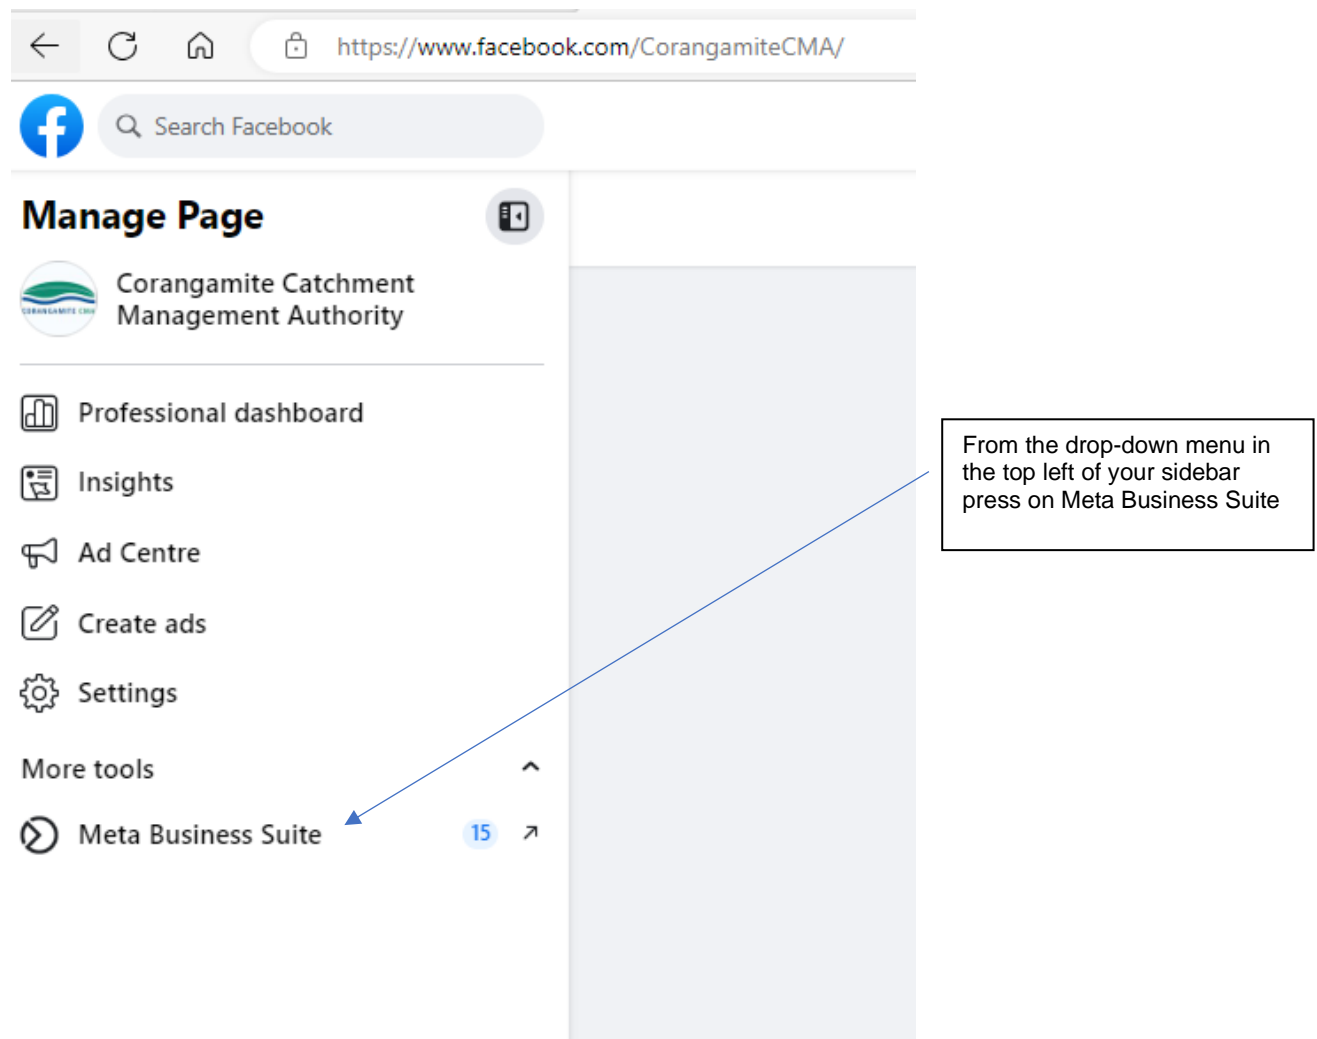 https://www.facebook.com/CorangamiteCMA/
Search Facebook
Manage Page
Corangamite Catchment
Management Authority
CORANGAMITE CMA
Professional dashboard
Insights
Ad Centre
Create ads
Settings
More tools
Meta Business Suite 15
From the drop-down menu in
the top left of your sidebar
press on Meta Business Suite